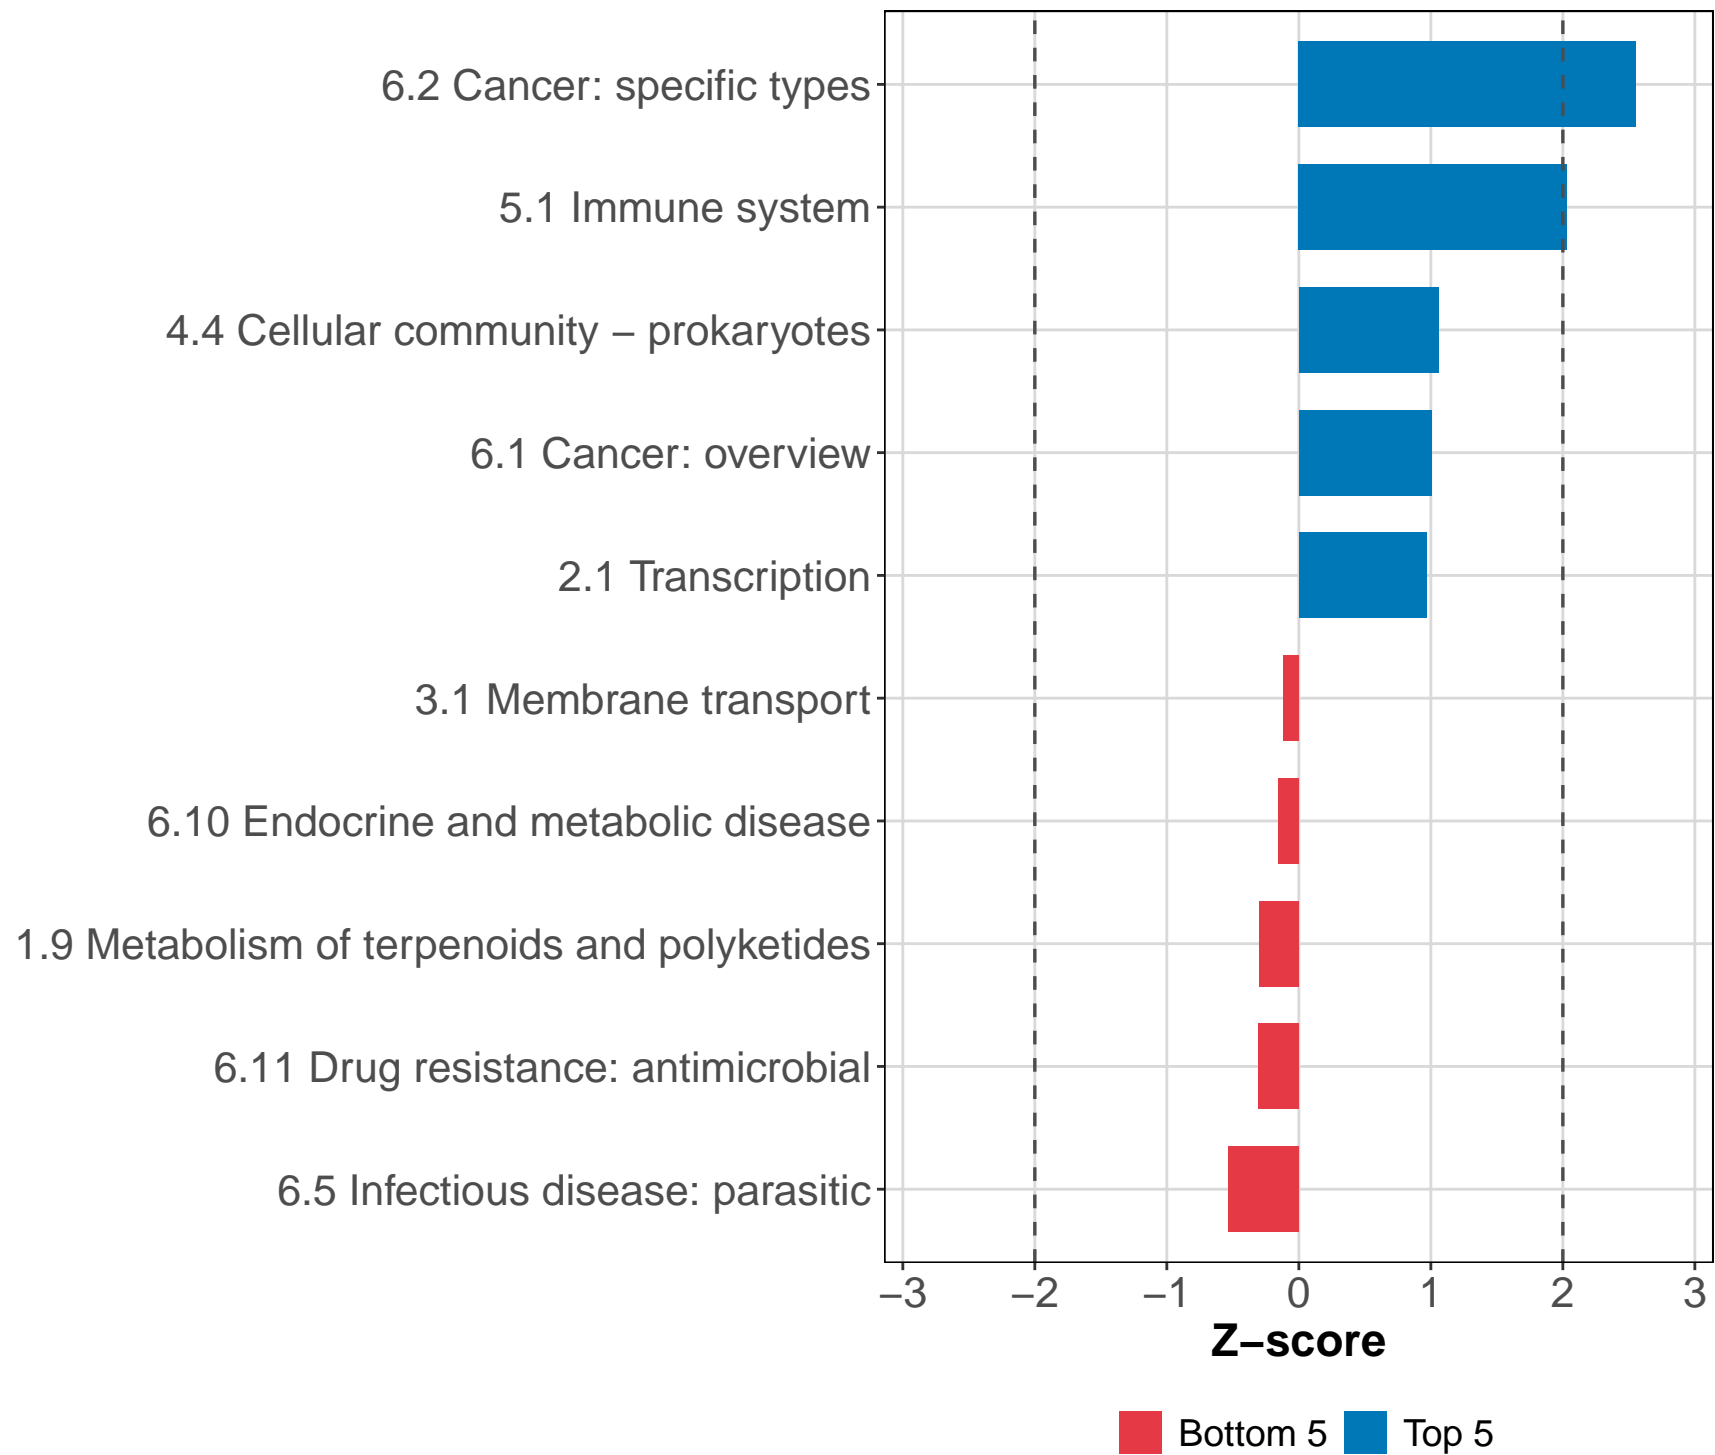 6.2 Cancer: specific types
5.1 Immune system
4.4 Cellular community − prokaryotes
6.1 Cancer: overview
2.1 Transcription
3.1 Membrane transport
6.10 Endocrine and metabolic disease
1.9 Metabolism of terpenoids and polyketides
6.11 Drug resistance: antimicrobial
6.5 Infectious disease: parasitic
−3 −2 −1 0 1 2 3
Z−score
Bottom 5 Top 5